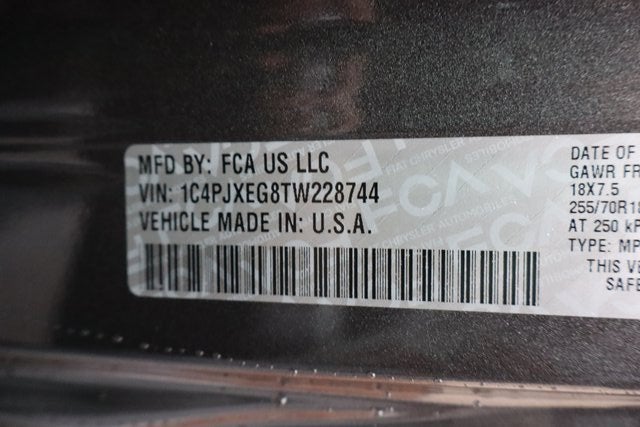 MFD BY: FCA US LLC
VIN: 1C4PJXEG8TW228744
VEHICLE MADE IN: U.S.A.
DATE OF
GAWR FR
18X7.5
255/70R18
AT 250 kP
TYPE: MP
THIS VE
SAFE